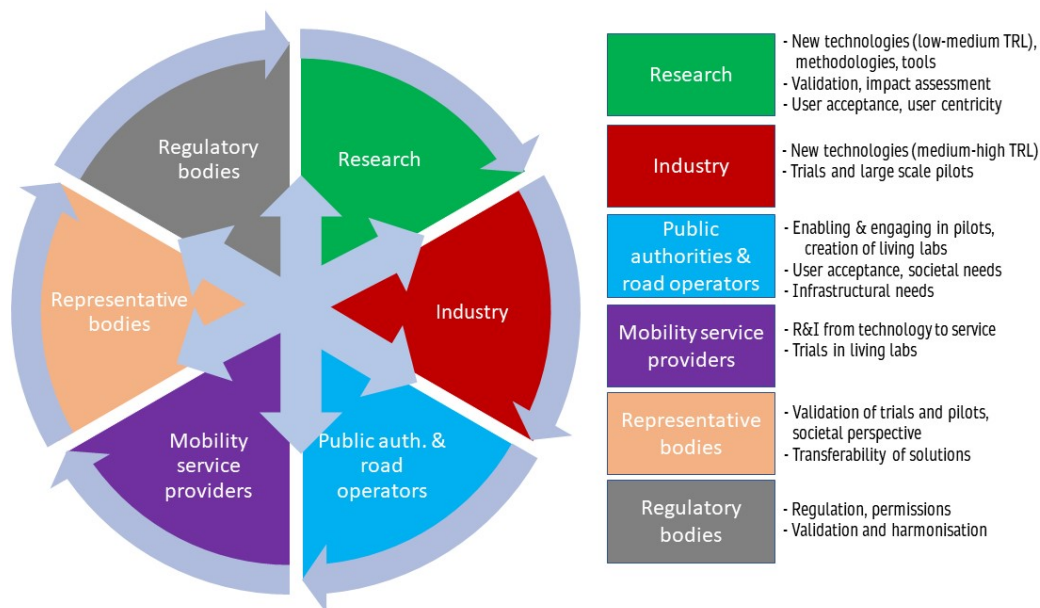 Regulatory
bodies
Research
Representative
bodies
Industry
Mobility
service
providers
Public auth. &
road
operators
Research
- New technologies (low-medium TRL),
methodologies, tools
- Validation, impact assessment
- User acceptance, user centricity
Industry
- New technologies (medium-high TRL)
- Trials and large scale pilots
Public
authorities &
road operators
- Enabling & engaging in pilots,
creation of living labs
- User acceptance, societal needs
- Infrastructural needs
Mobility service
providers
- R&I from technology to service
- Trials in living labs
Representative
bodies
- Validation of trials and pilots,
societal perspective
- Transferability of solutions
Regulatory
bodies
- Regulation, permissions
- Validation and harmonisation